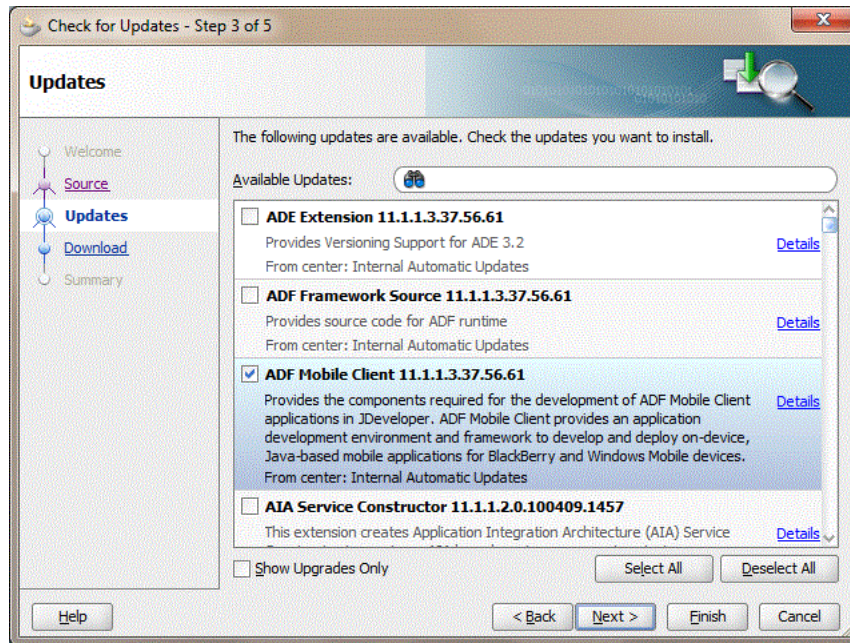 Check for Updates - Step 3 of 5
Updates
Welcome
Source
Updates
Download
Summary
The following updates are available. Check the updates you want to install.
Available Updates:
ADE Extension 11.1.1.3.37.56.61
Provides Versioning Support for ADE 3.2
Details
From center: Internal Automatic Updates
ADF Framework Source 11.1.1.3.37.56.61
Provides source code for ADF runtime
Details
From center: Internal Automatic Updates
ADF Mobile Client 11.1.1.3.37.56.61
Provides the components required for the development of ADF Mobile Client
Details
applications in JDeveloper. ADF Mobile Client provides an application
development environment and framework to develop and deploy on-device,
Java-based mobile applications for BlackBerry and Windows Mobile devices.
From center: Internal Automatic Updates
AIA Service Constructor 11.1.1.2.0.100409.1457
This extension creates Application Integration Architecture (AIA) Service
Details
Show Upgrades Only
Select All
Deselect All
Help
< Back
Next >
Finish
Cancel